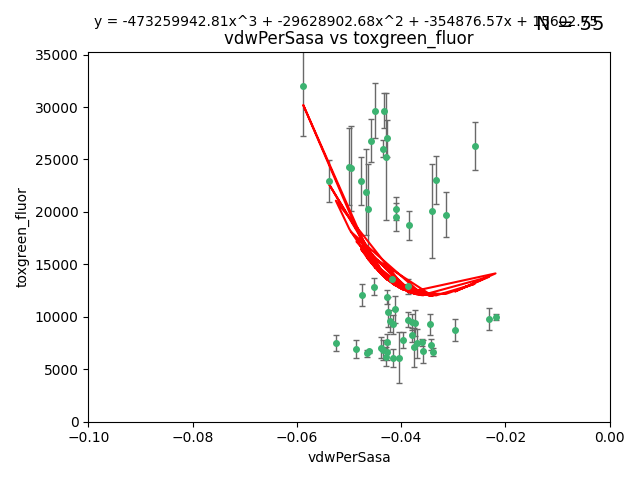 y = -473259942.81x^3 + -29628902.68x^2 + -354876.57x +
N = 55
vdwPerSasa vs toxgreen_fluor
35000
30000
25000
20000
15000
10000
5000
0
toxgreen_fluor
−0.10
−0.08
−0.06
−0.04
−0.02
0.00
vdwPerSasa